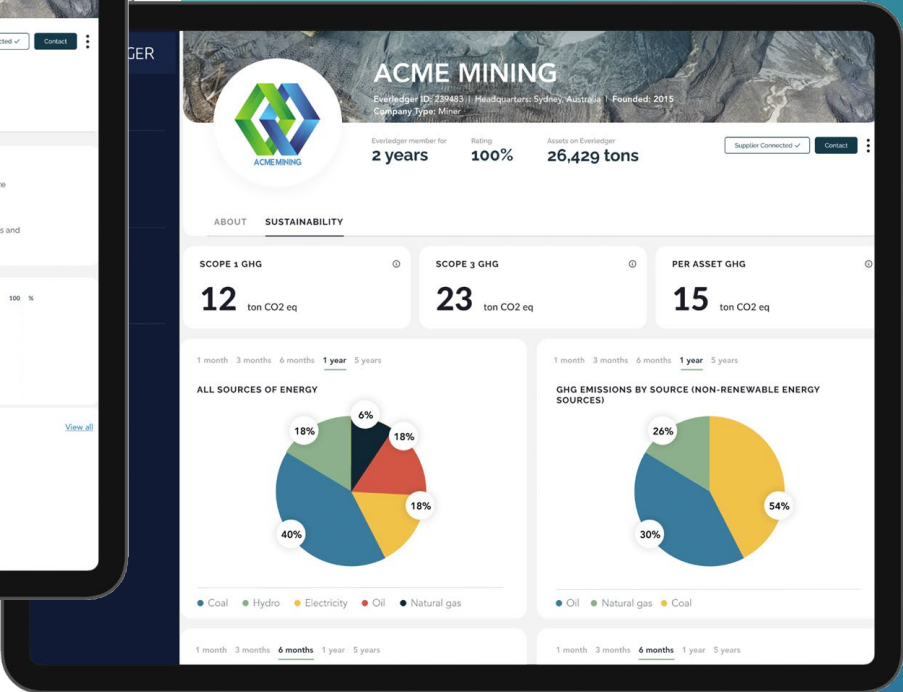 cted ✓ Contact
re
s and
100 %
View all
GER
ACME MINING
ACME MINING
Everledger ID: 239483 | Headquarters: Sydney, Australia | Founded: 2015
Company Type: Miner
Everledger member for
2 years
Rating
100%
Assets on Everledger
26,429 tons
Supplier Connected ✓ Contact
ABOUT SUSTAINABILITY
SCOPE 1 GHG
12 ton CO2 eq
SCOPE 3 GHG
23 ton CO2 eq
PER ASSET GHG
15 ton CO2 eq
1 month 3 months 6 months 1 year 5 years
ALL SOURCES OF ENERGY
6%
18%
18%
18%
40%
Coal Hydro Electricity Oil Natural gas
1 month 3 months 6 months 1 year 5 years
GHG EMISSIONS BY SOURCE (NON-RENEWABLE ENERGY
SOURCES)
26%
54%
30%
Oil Natural gas Coal
1 month 3 months 6 months 1 year 5 years
1 month 3 months 6 months 1 year 5 years